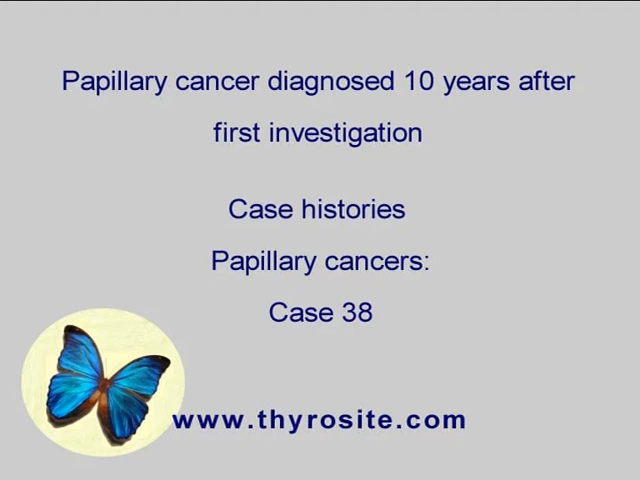 Papillary cancer diagnosed 10 years after
first investigation
Case histories
Papillary cancers:
Case 38
www.thyrosite.com